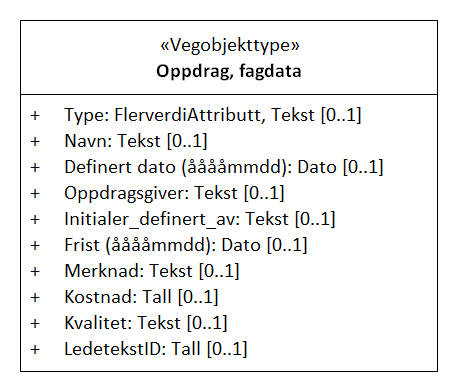 «Vegobjekttype»
Oppdrag, fagdata
+ Type: FlerverdiAttributt, Tekst [0..1]
+ Navn: Tekst [0..1]
+ Definert dato (ååååmmdd): Dato [0..1]
+ Oppdragsgiver: Tekst [0..1]
+ Initialer_definert_av: Tekst [0..1]
+ Frist (ååååmmdd): Dato [0..1]
+ Merknad: Tekst [0..1]
+ Kostnad: Tall [0..1]
+ Kvalitet: Tekst [0..1]
+ LedetekstID: Tall [0..1]